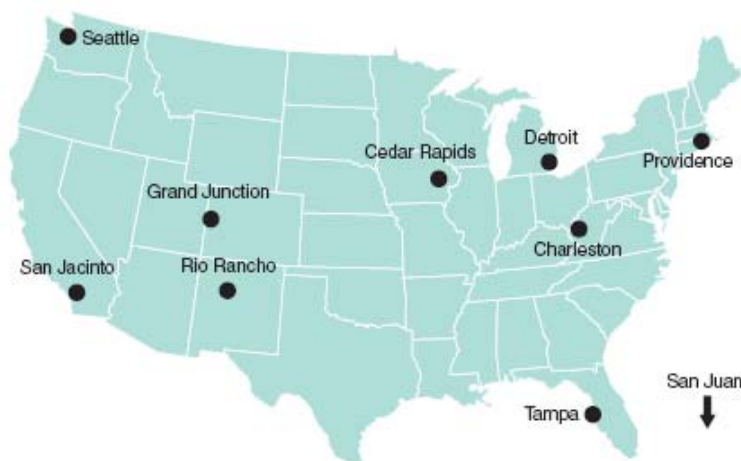 Seattle
Detroit
Cedar Rapids
Providence
Grand Junction
Charleston
San Jacinto
Rio Rancho
San Juan
Tampa